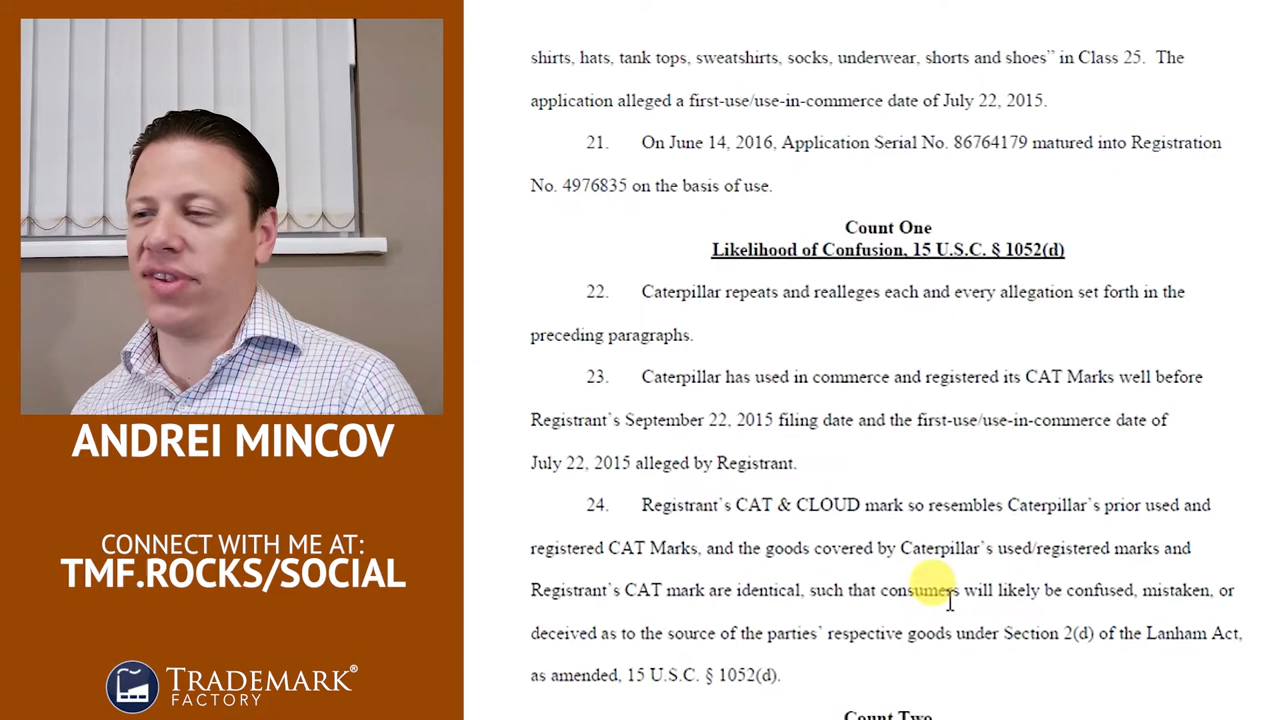 shirts, hats, tank tops, sweatshirts, socks, underwear, shorts and shoes” in Class 25. The
application alleged a first-use/use-in-commerce date of July 22, 2015.
21. On June 14, 2016, Application Serial No. 86764179 matured into Registration
No. 4976835 on the basis of use.
Count One
Likelihood of Confusion, 15 U.S.C. § 1052(d)
22. Caterpillar repeats and realleges each and every allegation set forth in the
preceding paragraphs.
23. Caterpillar has used in commerce and registered its CAT Marks well before
Registrant’s September 22, 2015 filing date and the first-use/use-in-commerce date of
July 22, 2015 alleged by Registrant.
24. Registrant’s CAT & CLOUD mark so resembles Caterpillar’s prior used and
registered CAT Marks, and the goods covered by Caterpillar’s used/registered marks and
Registrant’s CAT mark are identical, such that consumers will likely be confused, mistaken, or
deceived as to the source of the parties’ respective goods under Section 2(d) of the Lanham Act,
as amended, 15 U.S.C. § 1052(d).
Count Two
ANDREI MINCOV
CONNECT WITH ME AT:
TMF.ROCKS/SOCIAL
TRADEMARK®
FACTORY